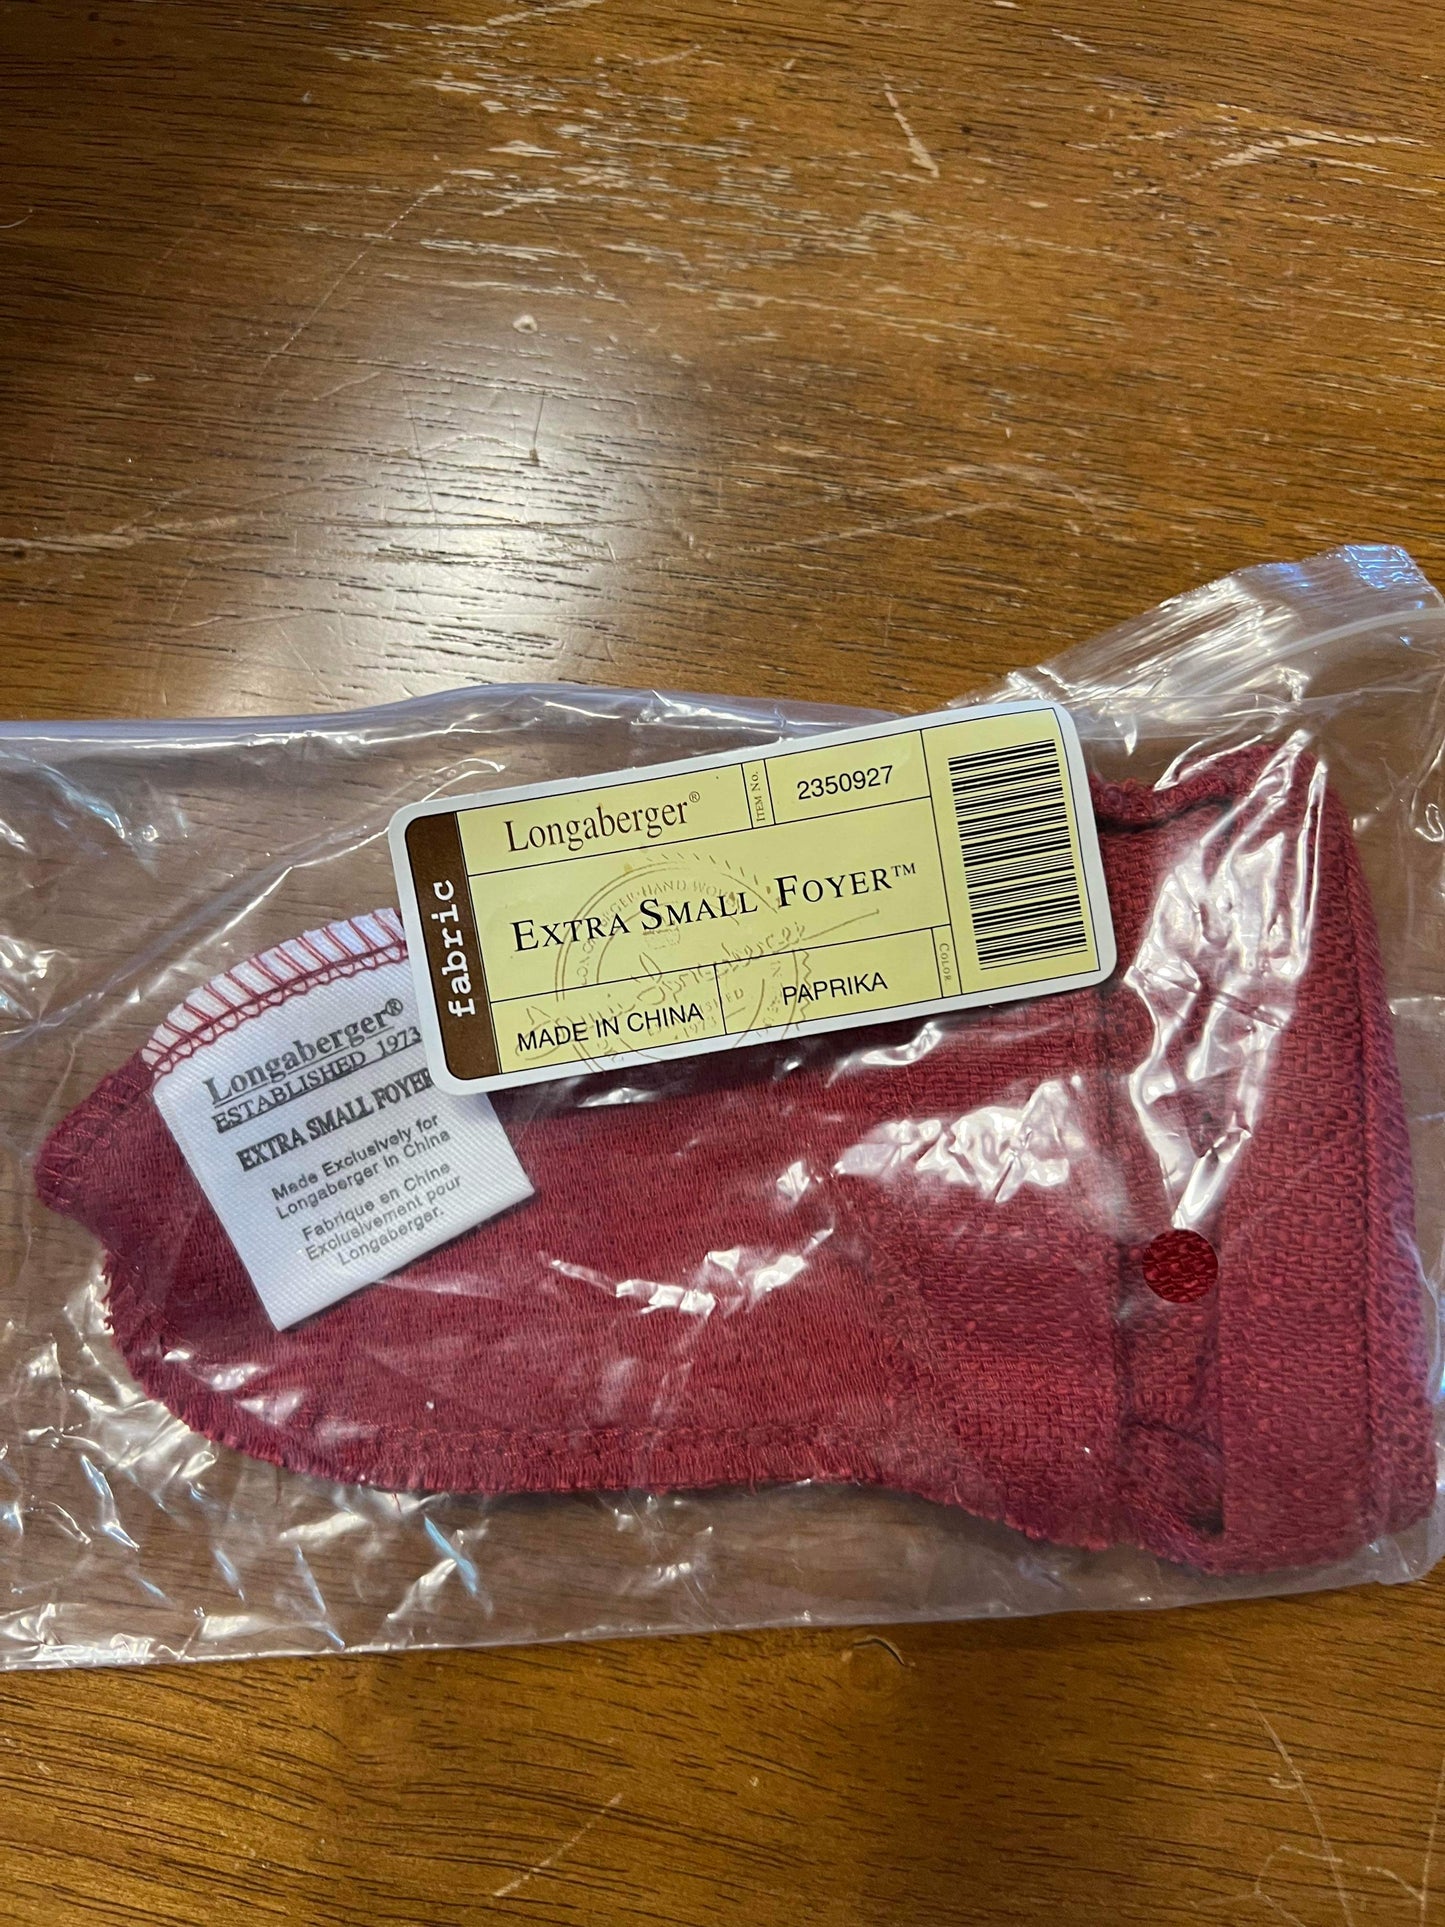 fabric
Longaberger®
ITEM No.
2350927
EXTRA SMALL FOYER™
MADE IN CHINA
PAPRIKA
COLOR
Longaberger®
ESTABLISHED 1973
EXTRA SMALL FOYER
Made Exclusively for
Longaberger in China
Fabriqué en Chine
Exclusivement pour
Longaberger.